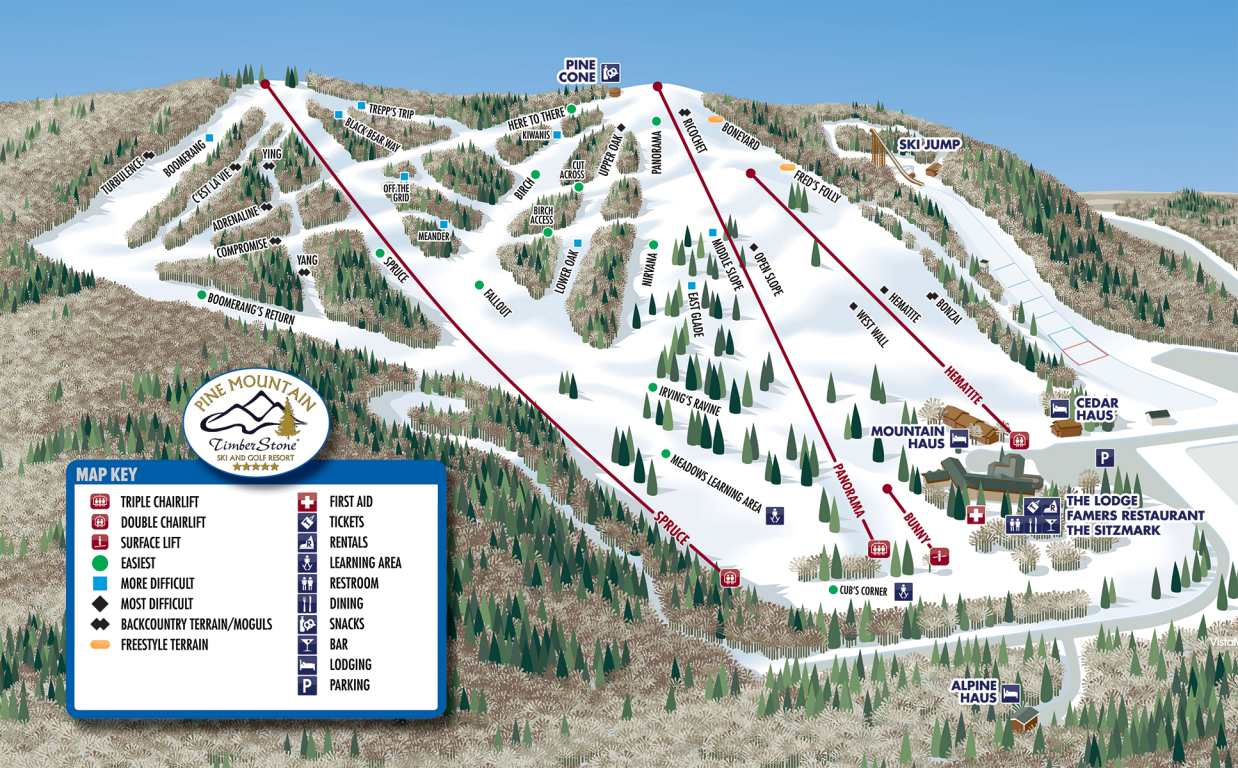 PINE
CONE
SKI JUMP
TREPP'S TRIP
BLACK BEAR WAY
HERE TO THERE
KIWANIS
UPPER OAK
PANORAMA
RICOCHET
BONEYARD
FRED'S FOLLY
TURBULENCE
BOOMERANG
C'EST LA VIE
YING
ADRENALINE
COMPROMISE
YANG
OFF THE
GRID
MEANDER
BIRCH
CUT
ACROSS
BIRCH
ACCESS
LOWER OAK
NIRVANA
MIDDLE SLOPE
OPEN SLOPE
EAST GLADE
SPRUCE
FALLOUT
BOOMERANG'S RETURN
HEMATITE
BONZAI
WEST WALL
HEMATITE
IRVING'S RAVINE
MEADOWS LEARNING AREA
CEDAR
HAUS
MOUNTAIN
HAUS
P
PANORAMA
BUNNY
SPRUCE
THE LODGE
FAMERS RESTAURANT
THE SITZMARK
CUB'S CORNER
ALPINE
HAUS
PINE MOUNTAIN
TimberStone
SKI AND GOLF RESORT
MAP KEY
TRIPLE CHAIRLIFT
DOUBLE CHAIRLIFT
SURFACE LIFT
EASIEST
MORE DIFFICULT
MOST DIFFICULT
BACKCOUNTRY TERRAIN/MOGULS
FREESTYLE TERRAIN
FIRST AID
TICKETS
RENTALS
LEARNING AREA
RESTROOM
DINING
SNACKS
BAR
LODGING
P PARKING